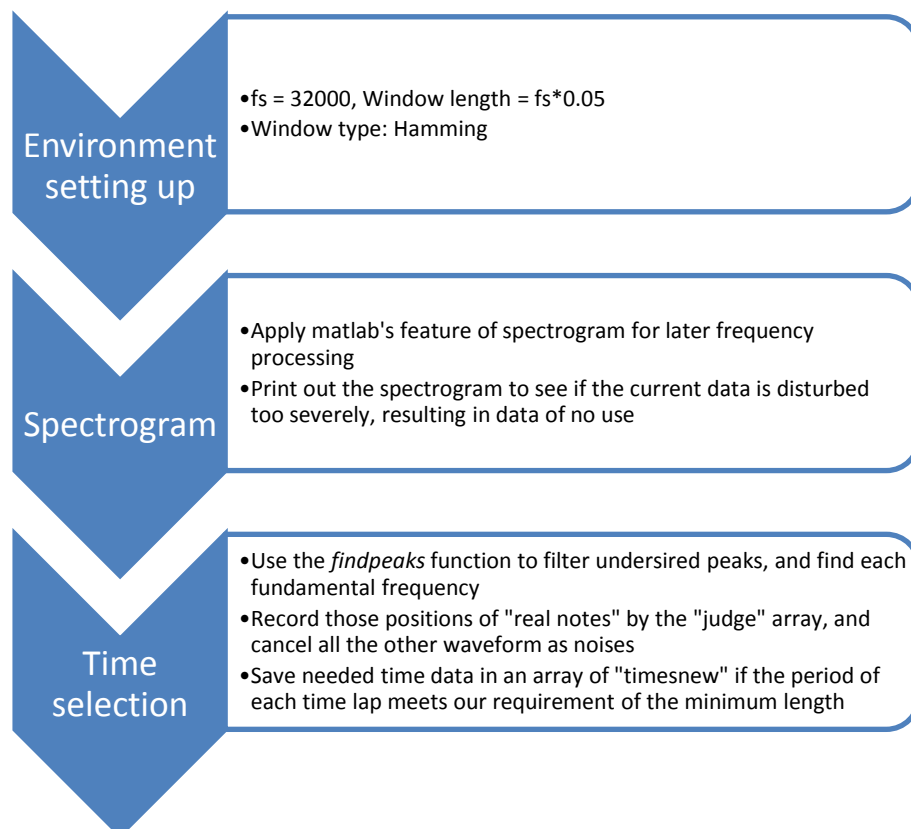 Environment
setting up
•fs = 32000, Window length = fs*0.05
•Window type: Hamming
Spectrogram
•Apply matlab's feature of spectrogram for later frequency
processing
•Print out the spectrogram to see if the current data is disturbed
too severely, resulting in data of no use
Time
selection
•Use the findpeaks function to filter undersired peaks, and find each
fundamental frequency
•Record those positions of "real notes" by the "judge" array, and
cancel all the other waveform as noises
•Save needed time data in an array of "timesnew" if the period of
each time lap meets our requirement of the minimum length